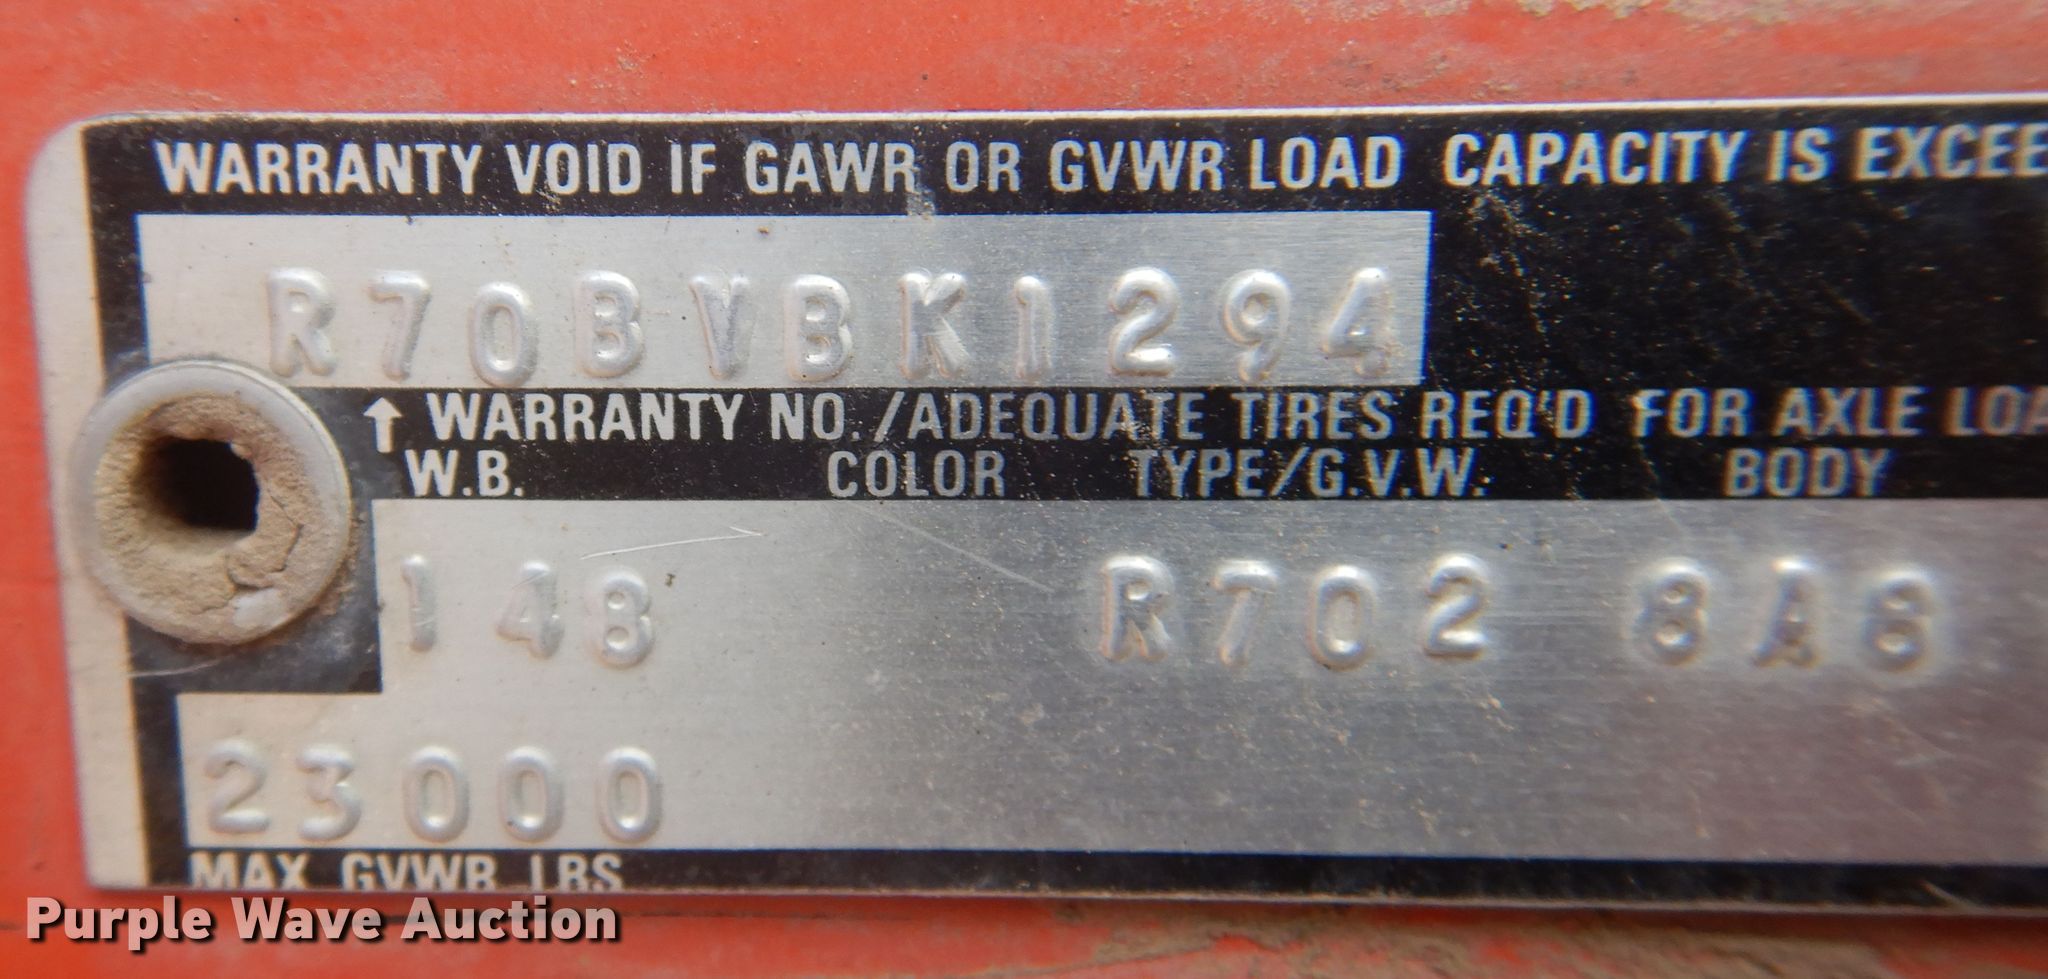 WARRANTY VOID IF GAWR OR GVWR LOAD CAPACITY IS EXCEE
R70BVBK1294
↑ WARRANTY NO./ADEQUATE TIRES REQ'D FOR AXLE LOA
W.B. COLOR TYPE/G.V.W. BODY
148 R702 8A8
23000
MAX GVWR LBS
Purple Wave Auction